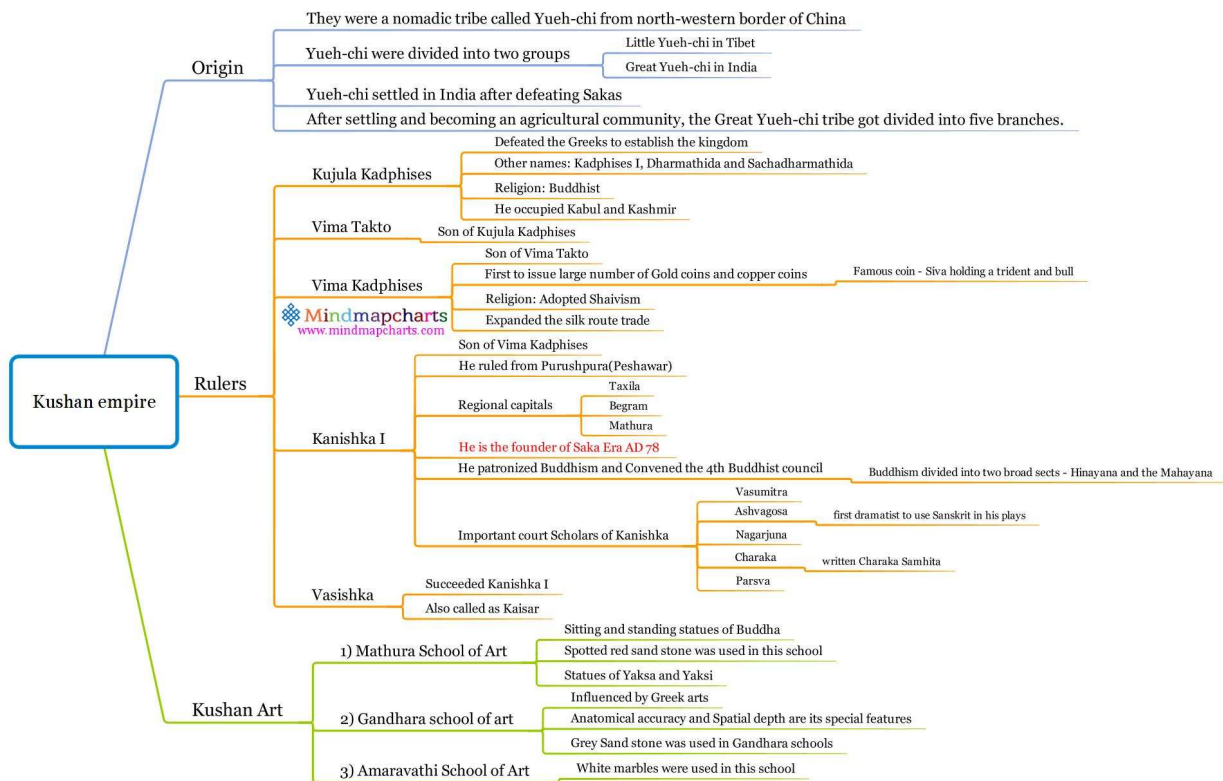 Kushan empire
Origin
They were a nomadic tribe called Yueh-chi from north-western border of China
Yueh-chi were divided into two groups
Little Yueh-chi in Tibet
Great Yueh-chi in India
Yueh-chi settled in India after defeating Sakas
After settling and becoming an agricultural community, the Great Yueh-chi tribe got divided into five branches.
Rulers
Kujula Kadphises
Defeated the Greeks to establish the kingdom
Other names: Kadphises I, Dharmathida and Sachadharmathida
Religion: Buddhist
He occupied Kabul and Kashmir
Vima Takto
Son of Kujula Kadphises
Vima Kadphises
Son of Vima Takto
First to issue large number of Gold coins and copper coins
Famous coin - Siva holding a trident and bull
Religion: Adopted Shaivism
Expanded the silk route trade
Mindmapcharts
www.mindmapcharts.com
Kanishka I
Son of Vima Kadphises
He ruled from Purushpura(Peshawar)
Regional capitals
Taxila
Begram
Mathura
He is the founder of Saka Era AD 78
He patronized Buddhism and Convened the 4th Buddhist council
Buddhism divided into two broad sects - Hinayana and the Mahayana
Important court Scholars of Kanishka
Vasumitra
Ashvagosa
first dramatist to use Sanskrit in his plays
Nagarjuna
Charaka
written Charaka Samhita
Parsva
Vasishka
Succeeded Kanishka I
Also called as Kaisar
Kushan Art
1) Mathura School of Art
Sitting and standing statues of Buddha
Spotted red sand stone was used in this school
Statues of Yaksa and Yaksi
2) Gandhara school of art
Influenced by Greek arts
Anatomical accuracy and Spatial depth are its special features
Grey Sand stone was used in Gandhara schools
3) Amaravathi School of Art
White marbles were used in this school